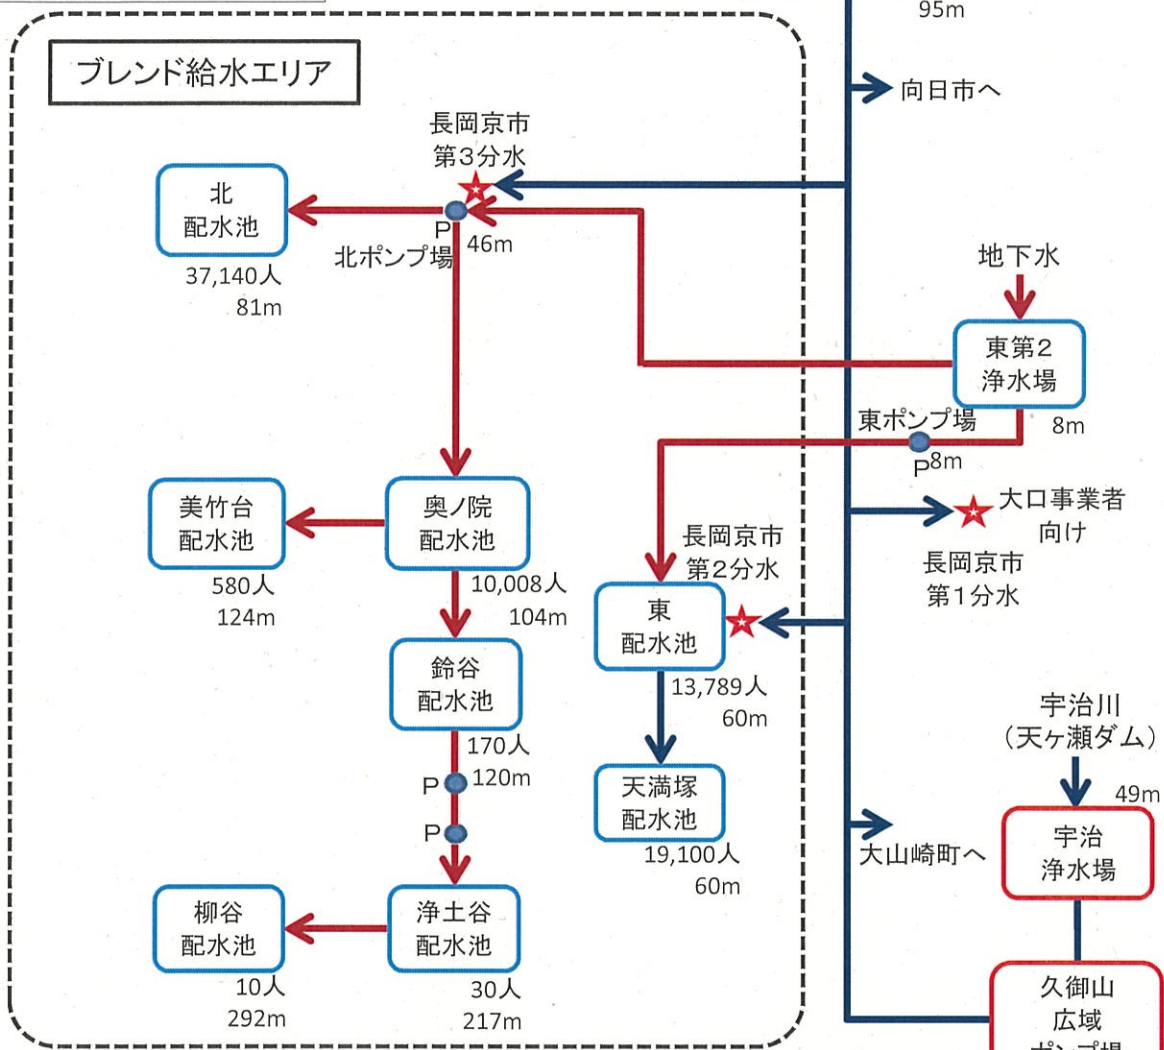 95m
ブレンド給水エリア
向日市へ
長岡京市
第3分水
北
配水池
P
46m
北ポンプ場
37,140人
81m
地下水
東第2
浄水場
8m
東ポンプ場
P
8m
美竹台
配水池
580人
124m
奥ノ院
配水池
10,008人
104m
長岡京市
第2分水
大口事業者
向け
長岡京市
第1分水
東
配水池
13,789人
60m
鈴谷
配水池
170人
120m
P
P
天満塚
配水池
19,100人
60m
宇治川
（天ヶ瀬ダム）
49m
宇治
浄水場
大山崎町へ
柳谷
配水池
10人
292m
浄土谷
配水池
30人
217m
久御山
広域
ポンプ場